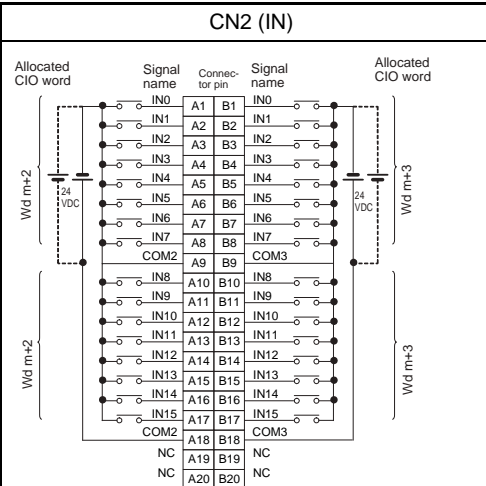 CN2 (IN)
Allocated CIO word Signal name Connec-tor pin Signal name Allocated CIO word
IN0 A1 B1 IN0
IN1 A2 B2 IN1
IN2 A3 B3 IN2
IN3 A4 B4 IN3
IN4 A5 B5 IN4
IN5 A6 B6 IN5
IN6 A7 B7 IN6
IN7 A8 B8 IN7
COM2 A9 B9 COM3
IN8 A10 B10 IN8
IN9 A11 B11 IN9
IN10 A12 B12 IN10
IN11 A13 B13 IN11
IN12 A14 B14 IN12
IN13 A15 B15 IN13
IN14 A16 B16 IN14
IN15 A17 B17 IN15
COM2 A18 B18 COM3
NC A19 B19 NC
NC A20 B20 NC
Wd m+2
24 VDC
24 VDC
Wd m+3
Wd m+2
Wd m+3